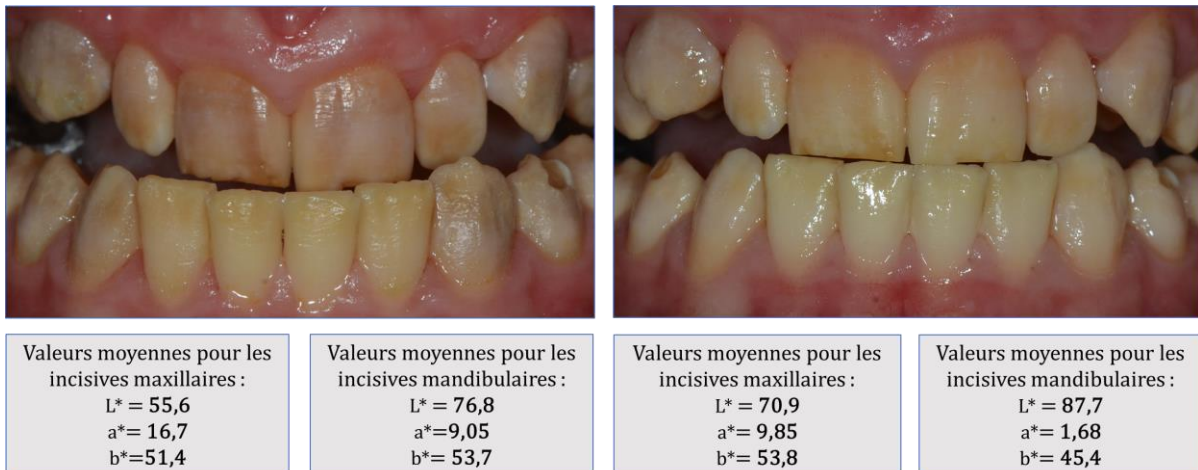 Valeurs moyennes pour les
incisives maxillaires :
L* = 55,6
a* = 16,7
b*=51,4
Valeurs moyennes pour les
incisives mandibulaires :
L* = 76,8
a*=9,05
b* = 53,7
Valeurs moyennes pour les
incisives maxillaires :
L* = 70,9
a*= 9,85
b* = 53,8
Valeurs moyennes pour les
incisives mandibulaires :
L* = 87,7
a*= 1,68
b* = 45,4